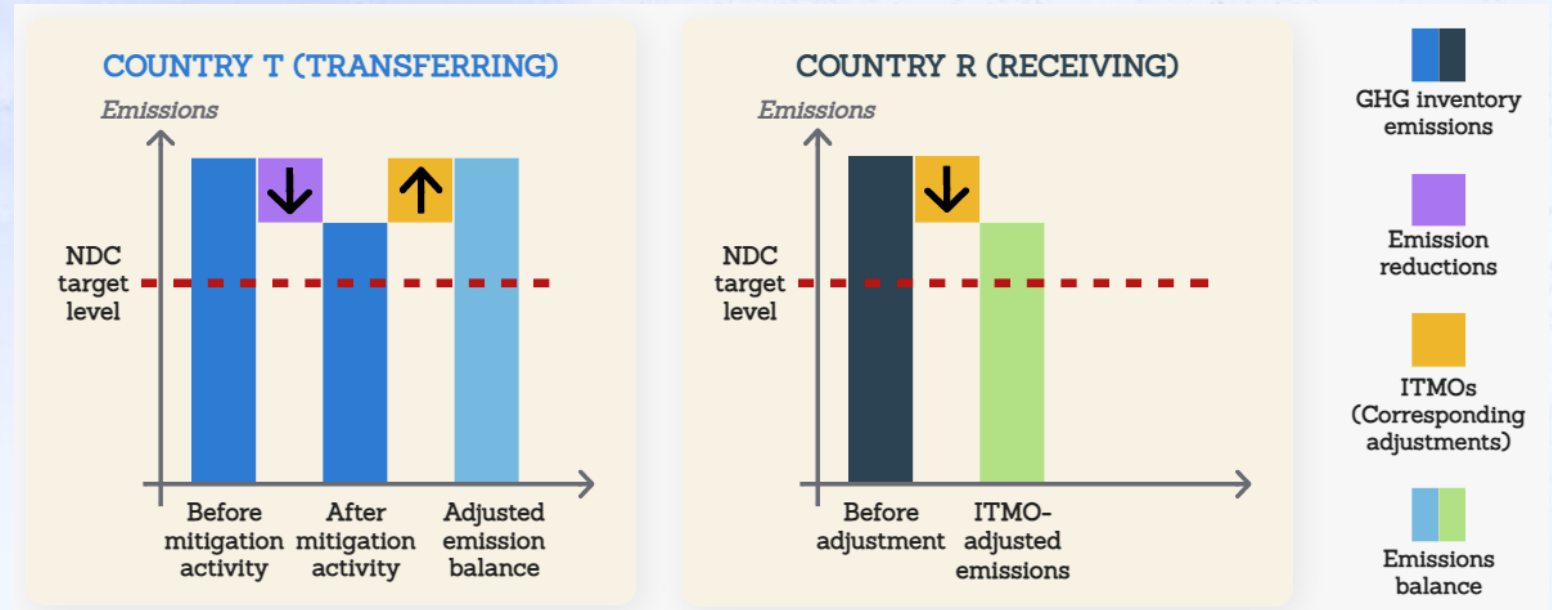 COUNTRY T (TRANSFERRING)
Emissions
NDC
target
level
Before
mitigation
activity
After
mitigation
activity
Adjusted
emission
balance
COUNTRY R (RECEIVING)
Emissions
NDC
target
level
Before
adjustment
ITMO-
adjusted
emissions
GHG inventory
emissions
Emission
reductions
ITMOs
(Corresponding
adjustments)
Emissions
balance